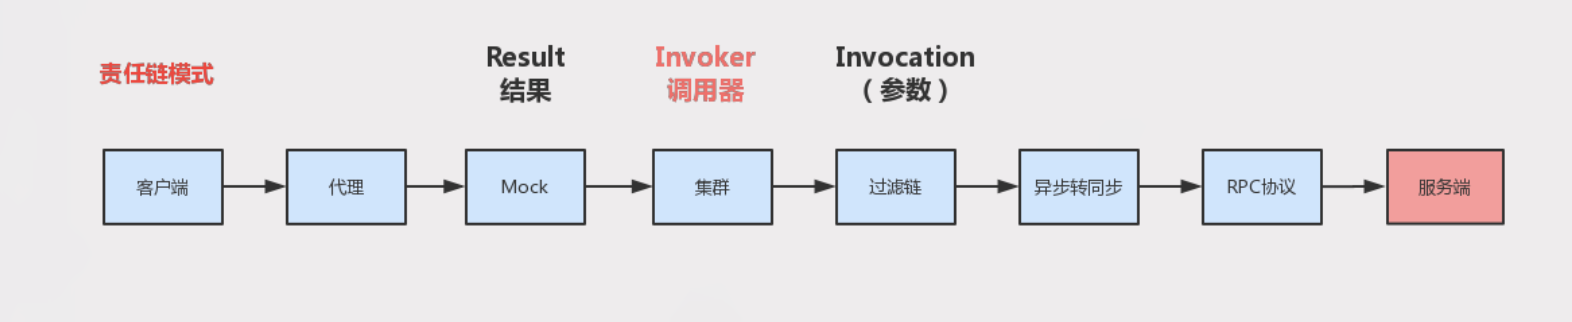 责任链模式
Result
结果
Invoker
调用器
Invocation
（参数）
客户端
代理
Mock
集群
过滤链
异步转同步
RPC协议
服务端